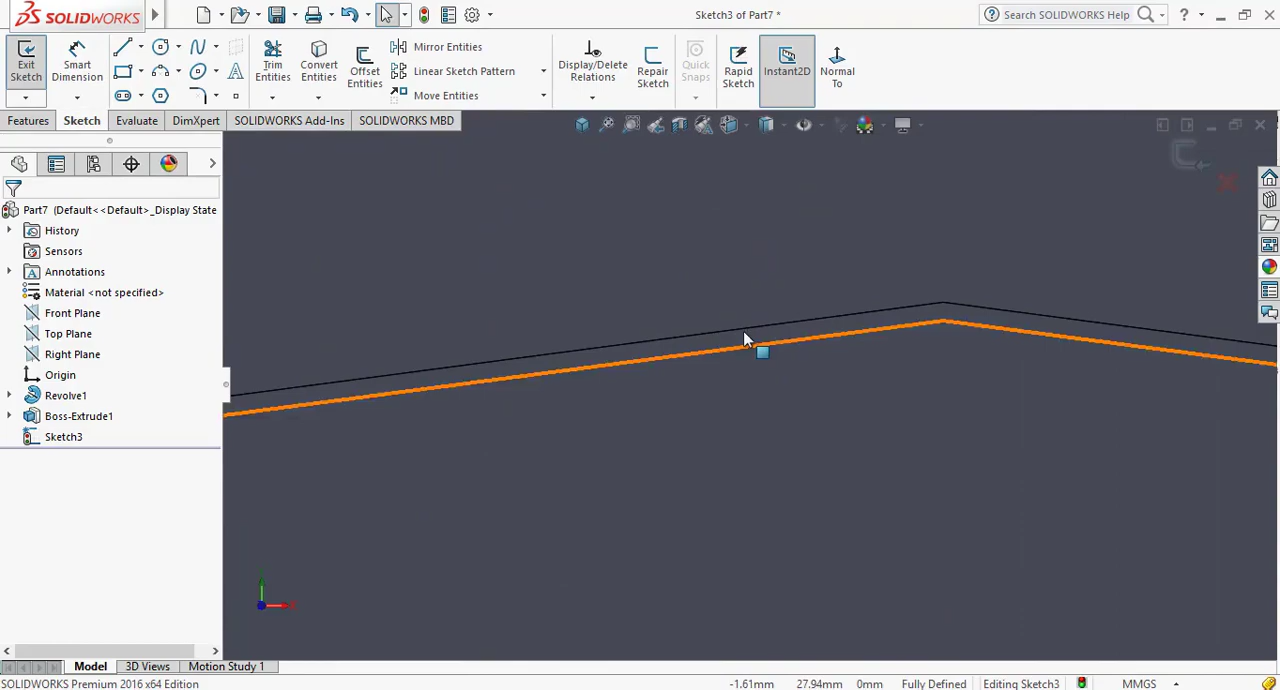 SOLIDWORKS
Sketch3 of Part7 *
Search SOLIDWORKS Help
?
Exit Sketch
Smart Dimension
Trim Entities
Convert Entities
Offset Entities
Mirror Entities
Linear Sketch Pattern
Move Entities
Display/Delete Relations
Repair Sketch
Quick Snaps
Rapid Sketch
Instant2D
Normal To
Features
Sketch
Evaluate
DimXpert
SOLIDWORKS Add-Ins
SOLIDWORKS MBD
Part7 (Default<<Default>_Display State
History
Sensors
Annotations
Material <not specified>
Front Plane
Top Plane
Right Plane
Origin
Revolve1
Boss-Extrude1
Sketch3
Model
3D Views
Motion Study 1
SOLIDWORKS Premium 2016 x64 Edition
-1.61mm
27.94mm
0mm
Fully Defined
Editing Sketch3
MMGS